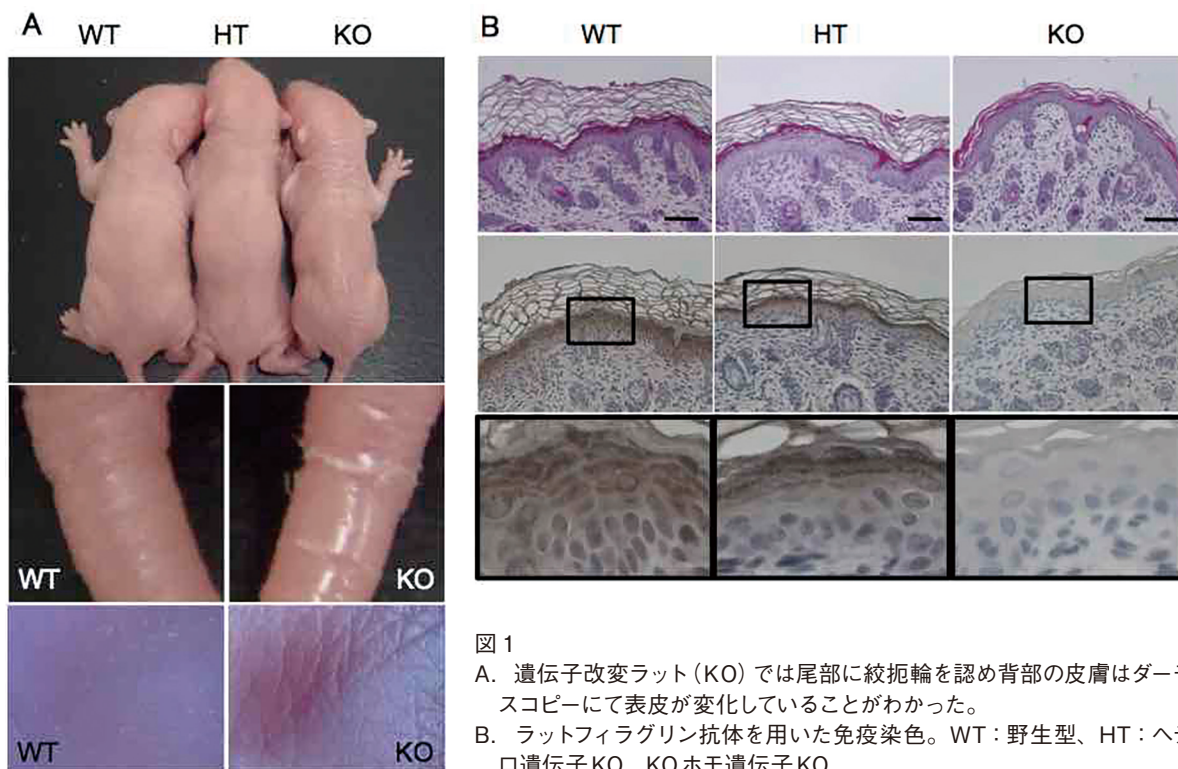 A
WT HT KO
WT
KO
WT
KO
B
WT HT KO
図1
A. 遺伝子改変ラット(KO)では尾部に絞扼輪を認め背部の皮膚はダーモ
スコピーにて表皮が変化していることがわかった。
B. ラットフィラグリン抗体を用いた免疫染色。WT:野生型、HT:ヘテ
ロ遺伝子KO、KOホモ遺伝子KO